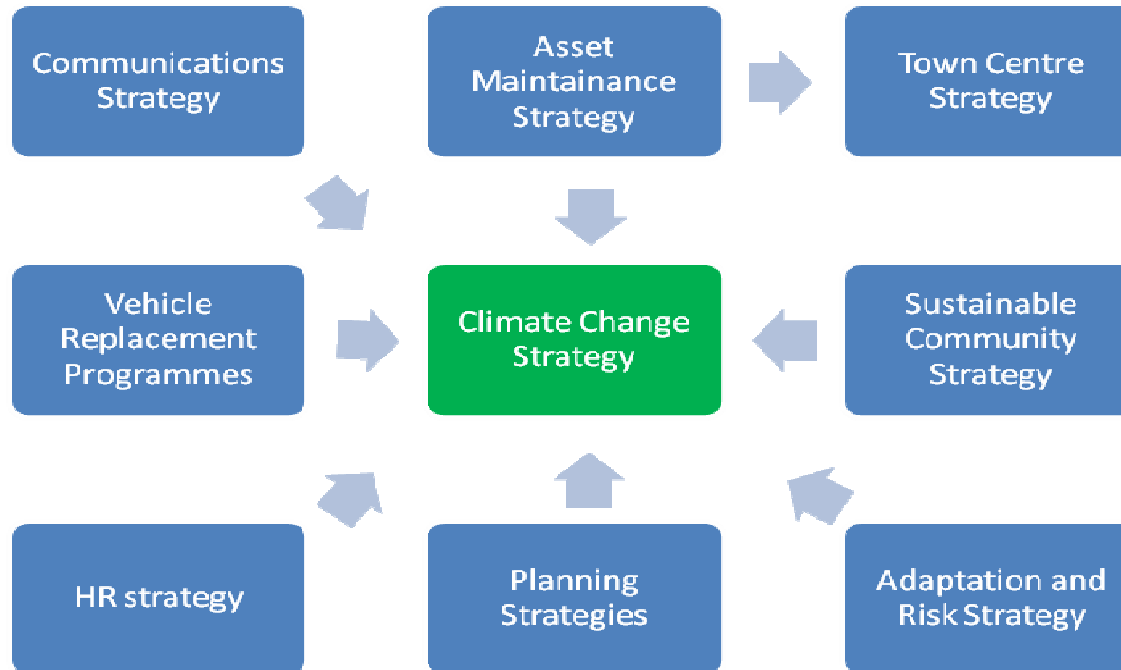 Communications
Strategy
Asset
Maintainance
Strategy
Town Centre
Strategy
Vehicle
Replacement
Programmes
Climate Change
Strategy
Sustainable
Community
Strategy
HR strategy
Planning
Strategies
Adaptation and
Risk Strategy